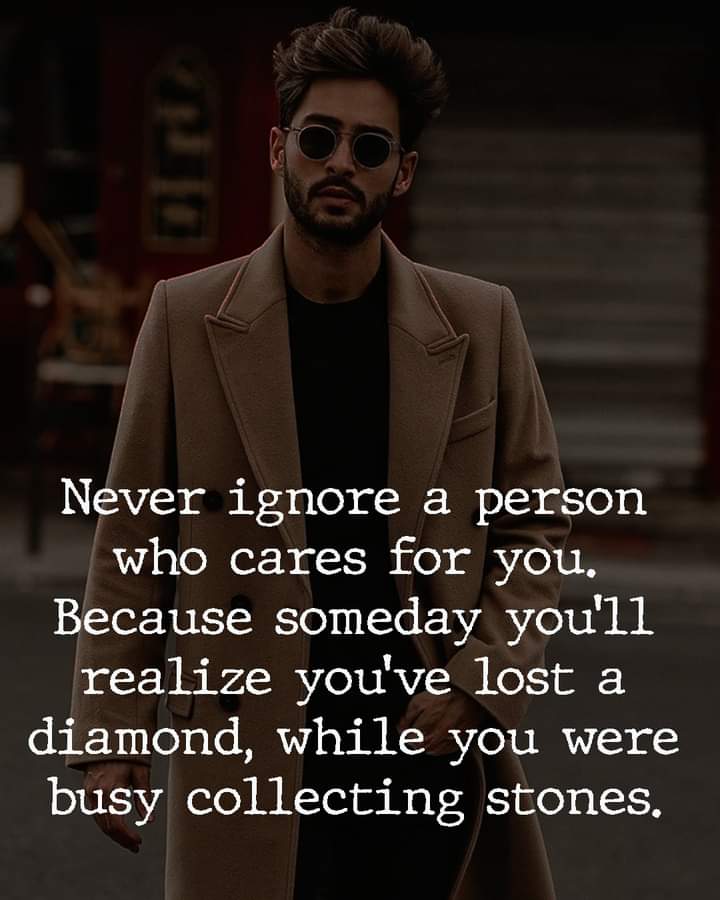 Never ignore a person
who cares for you.
Because someday you'll
realize you've lost a
diamond, while you were
busy collecting stones.